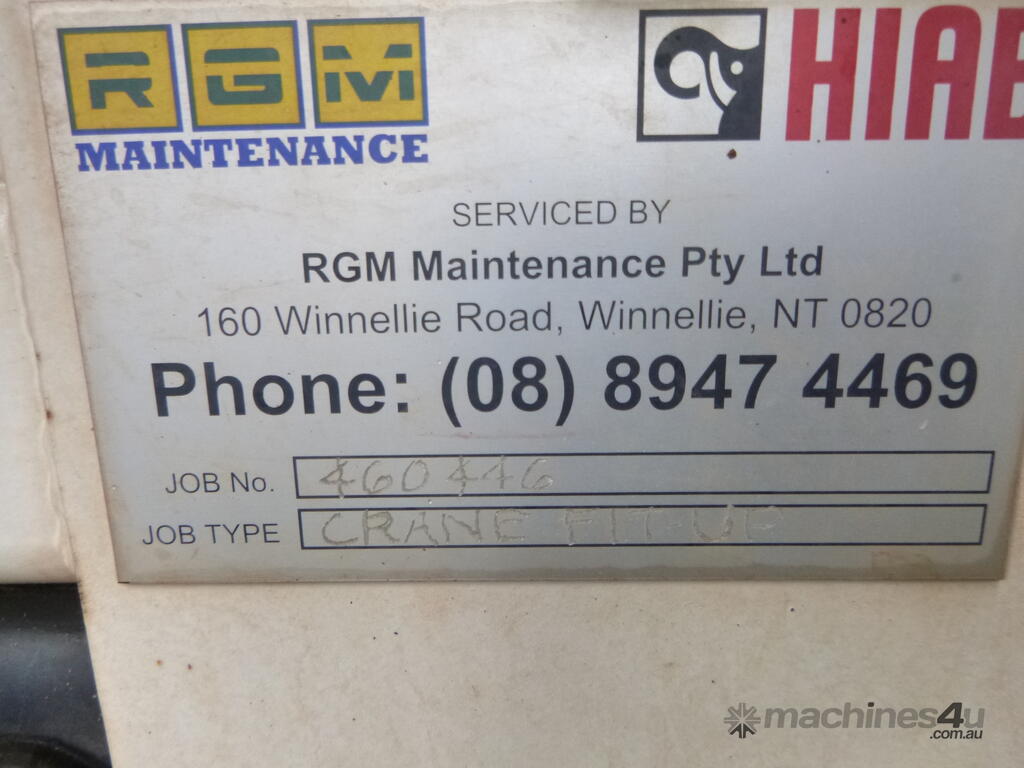 RGM
MAINTENANCE
HIAB
SERVICED BY
RGM Maintenance Pty Ltd
160 Winnellie Road, Winnellie, NT 0820
Phone: (08) 8947 4469
JOB No. 460446
JOB TYPE CRANE FIT-UP
machines4u
.com.au